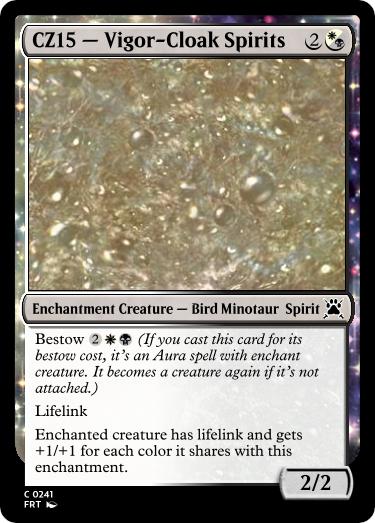 CZ15 — Vigor-Cloak Spirits 2
Enchantment Creature — Bird Minotaur Spirit
Bestow 2 (If you cast this card for its
bestow cost, it's an Aura spell with enchant
creature. It becomes a creature again if it's not
attached.)
Lifelink
Enchanted creature has lifelink and gets
+1/+1 for each color it shares with this
enchantment.
2/2
C 0241
FRT